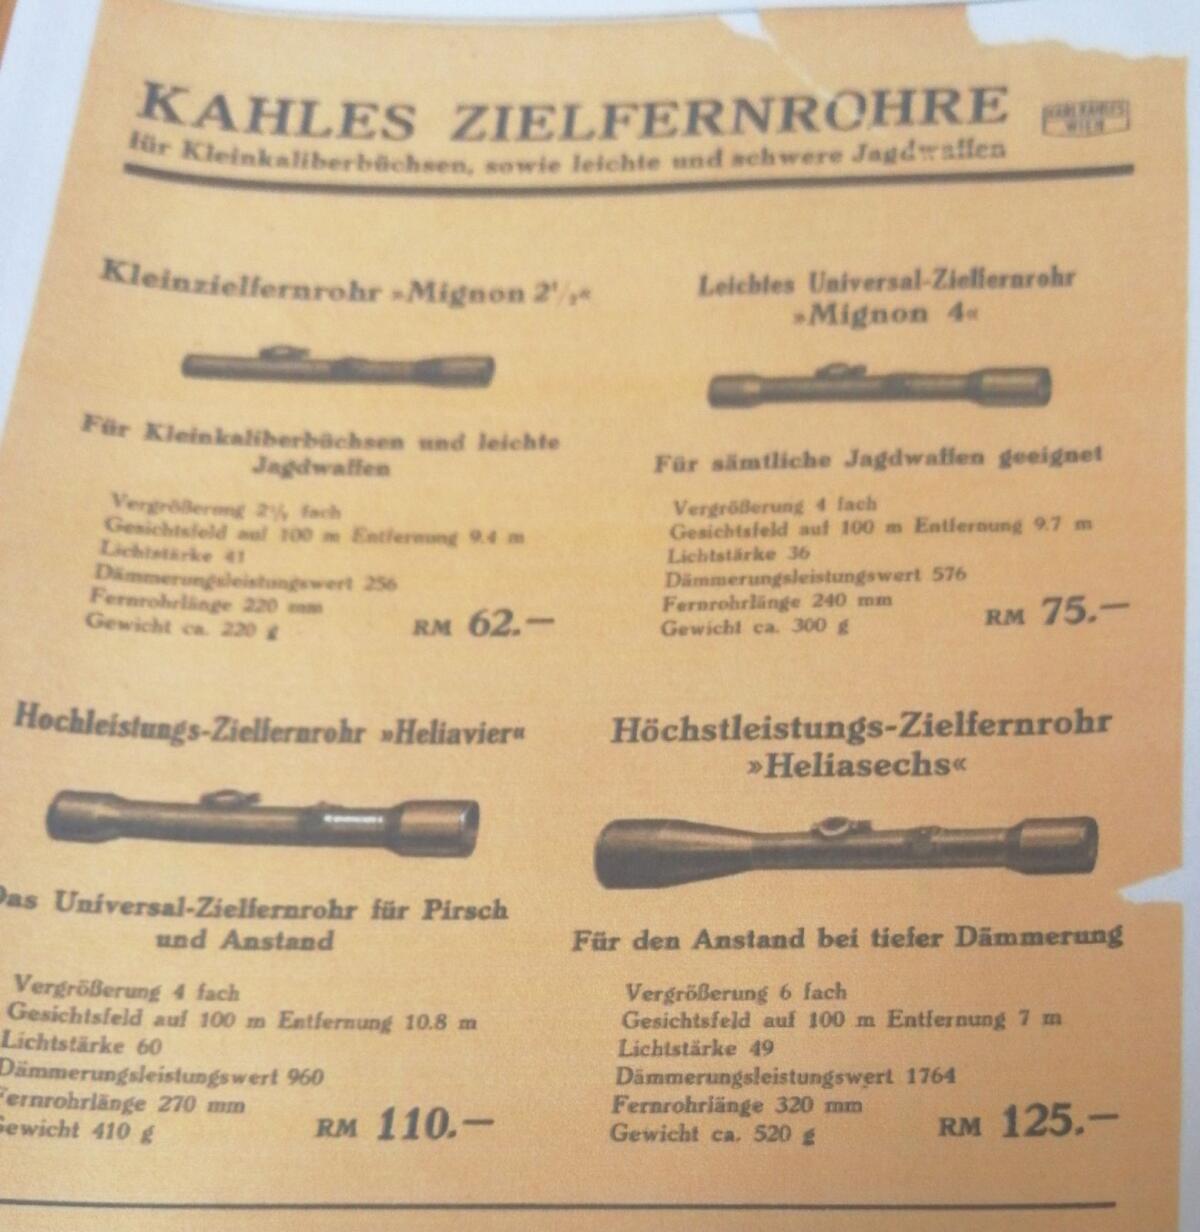 KAHLES ZIELFERNROHRE
KARL KAHLES
WIEN
für Kleinkaliberbüchsen, sowie leichte und schwere Jagdwaffen
Kleinzielfernrohr »Mignon 2¹/₂«
Für Kleinkaliberbüchsen und leichte
Jagdwaffen
Vergrößerung 2¹/₂ fach
Gesichtsfeld auf 100 m Entfernung 9.4 m
Lichtstärke 41
Dämmerungsleistungswert 256
Fernrohrlänge 220 mm
Gewicht ca. 220 g
RM 62.—
Leichtes Universal-Zielfernrohr
»Mignon 4«
Für sämtliche Jagdwaffen geeignet
Vergrößerung 4 fach
Gesichtsfeld auf 100 m Entfernung 9.7 m
Lichtstärke 36
Dämmerungsleistungswert 576
Fernrohrlänge 240 mm
Gewicht ca. 300 g
RM 75.—
Hochleistungs-Zielfernrohr »Heliavier«
Das Universal-Zielfernrohr für Pirsch
und Anstand
Vergrößerung 4 fach
Gesichtsfeld auf 100 m Entfernung 10.8 m
Lichtstärke 60
Dämmerungsleistungswert 960
Fernrohrlänge 270 mm
Gewicht 410 g
RM 110.—
Höchstleistungs-Zielfernrohr
»Heliasechs«
Für den Anstand bei tiefer Dämmerung
Vergrößerung 6 fach
Gesichtsfeld auf 100 m Entfernung 7 m
Lichtstärke 49
Dämmerungsleistungswert 1764
Fernrohrlänge 320 mm
Gewicht ca. 520 g
RM 125.—